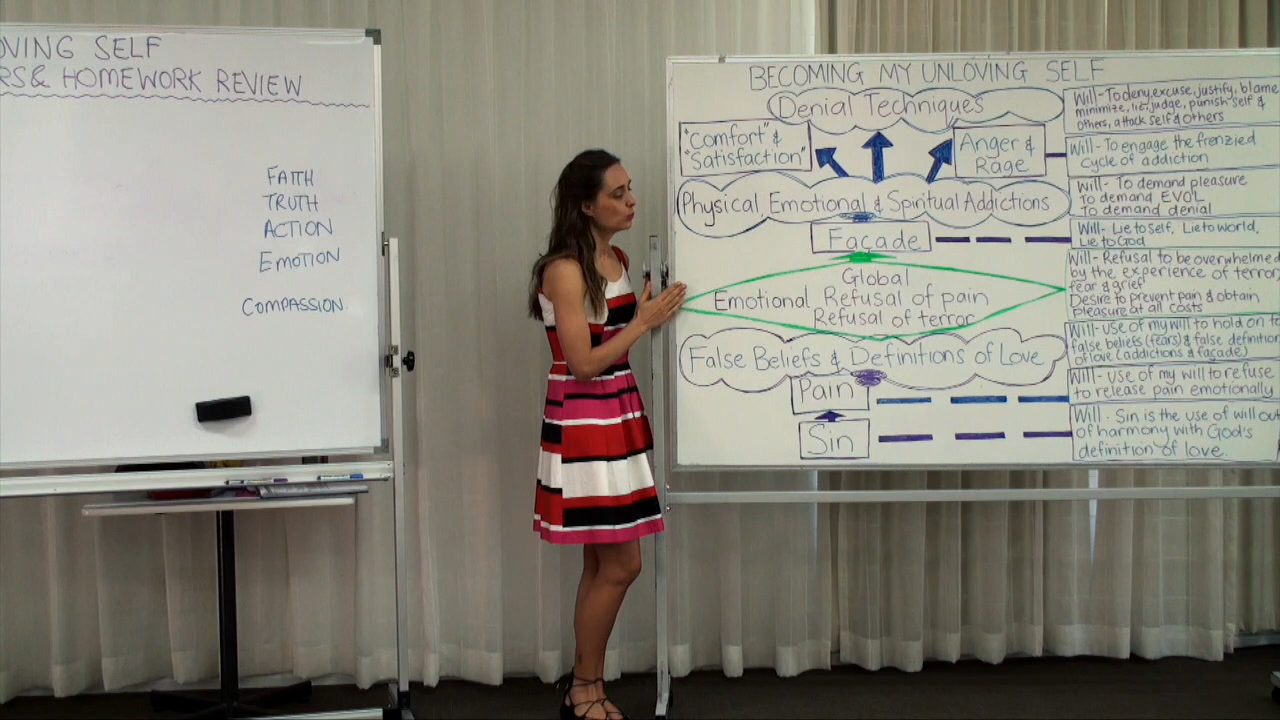 OVING SELF
RS & HOMEWORK REVIEW
FAITH
TRUTH
ACTION
EMOTION
COMPASSION
BECOMING MY UNLOVING SELF
Denial Techniques
"Comfort" &
"Satisfaction"
Anger &
Rage
Physical Emotional & Spiritual Addictions
Façade
Global
Emotional Refusal of pain
Refusal of terror
False Beliefs & Definitions of Love
Pain
Sin
Will - To deny, excuse, justify, blame
minimize, lie, judge, punish self &
others, attack self & others
Will - To engage the frenzied
cycle of addiction
Will - To demand pleasure
To demand EVOL
To demand denial
Will - Lie to self, Lie to world,
Lie to God
Will - Refusal to be overwhelmed
by the experience of terror
fear & grief
Desire to prevent pain & obtain
pleasure at all costs
Will - use of my will to hold on t
false beliefs (fears) & false definition
of love (addictions & façade)
Will - use of my will to refuse
to release pain emotionally
Will - Sin is the use of will out
of harmony with God's
definition of love.